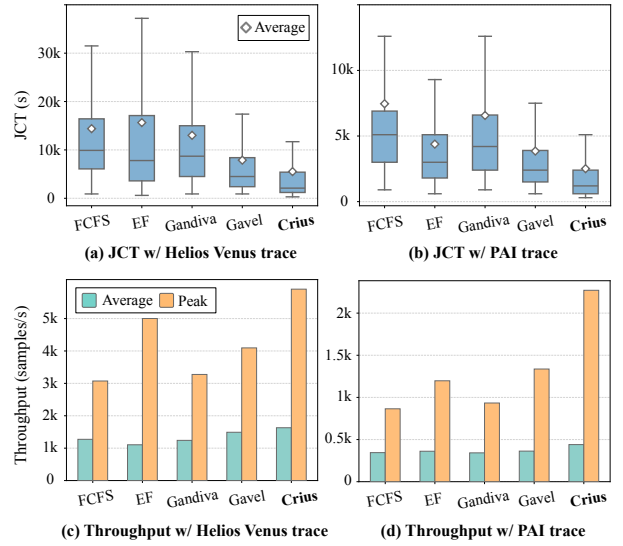 Average
JCT (s)
30k
20k
10k
0
FCFS
EF
Gandiva
Gavel
Crius
(a) JCT w/ Helios Venus trace
10k
5k
0
FCFS
EF
Gandiva
Gavel
Crius
(b) JCT w/ PAI trace
Average
Peak
Throughput (samples/s)
5k
4k
3k
2k
1k
0
FCFS
EF
Gandiva
Gavel
Crius
(c) Throughput w/ Helios Venus trace
2k
1.5k
1k
0.5k
0
FCFS
EF
Gandiva
Gavel
Crius
(d) Throughput w/ PAI trace